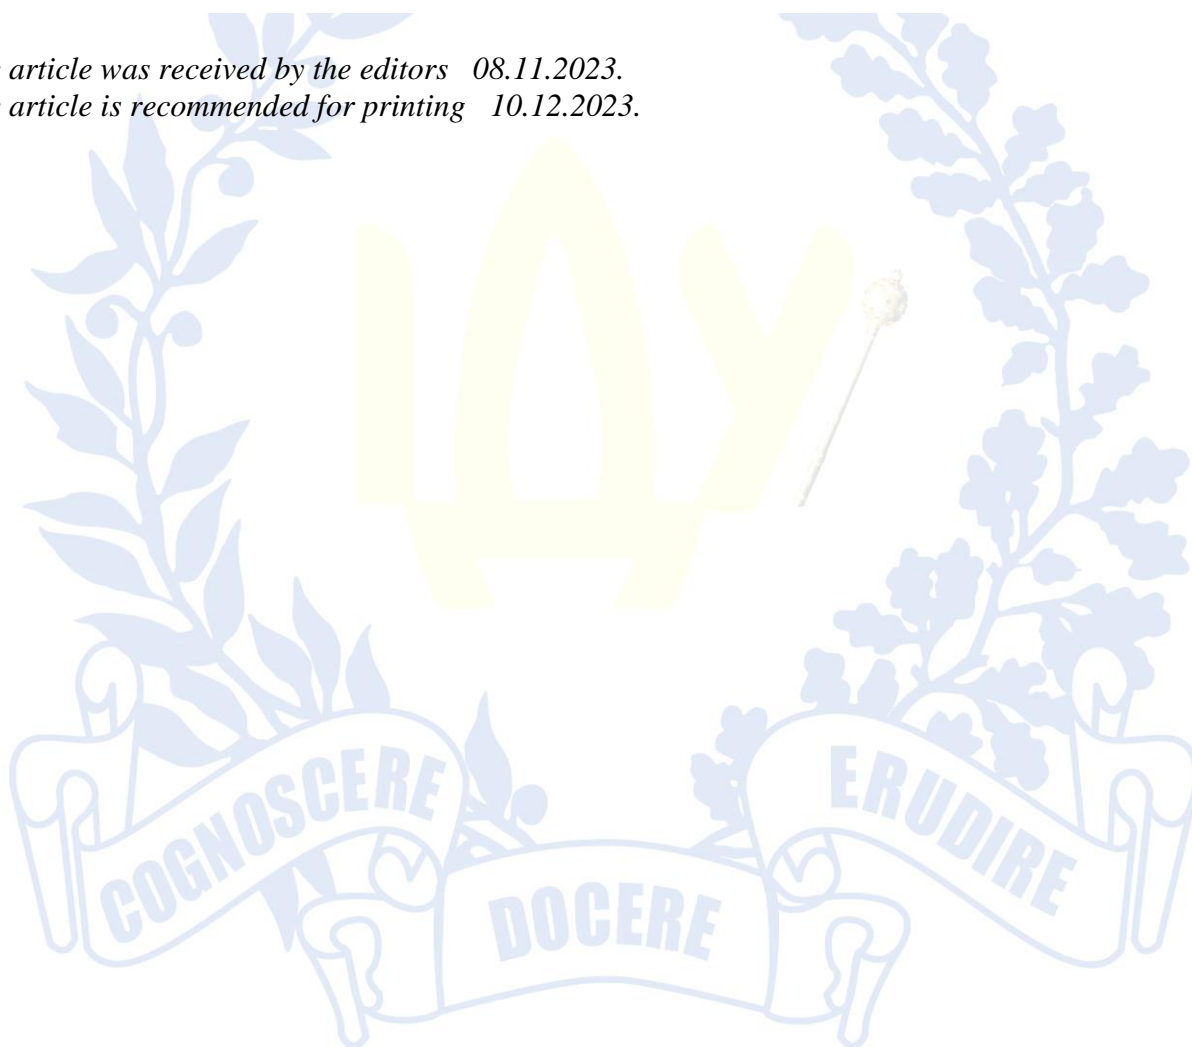 article was received by the editors 08.11.2023.
article is recommended for printing 10.12.2023.
ІДУ
COGNOSCERE
DOCERE
ERUDIRE